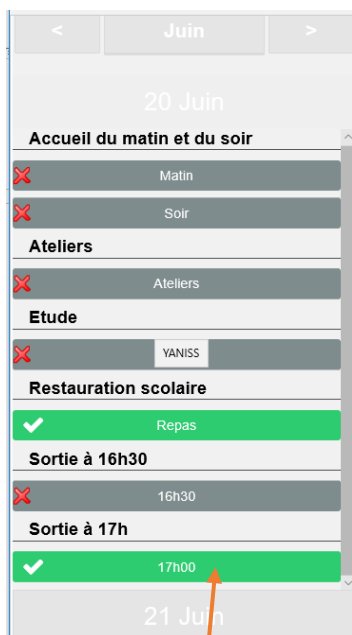 < Juin >
20 Juin
Accueil du matin et du soir
Matin
Soir
Ateliers
Ateliers
Etude
YANISS
Restauration scolaire
Repas
Sortie à 16h30
16h30
Sortie à 17h
17h00
21 Juin